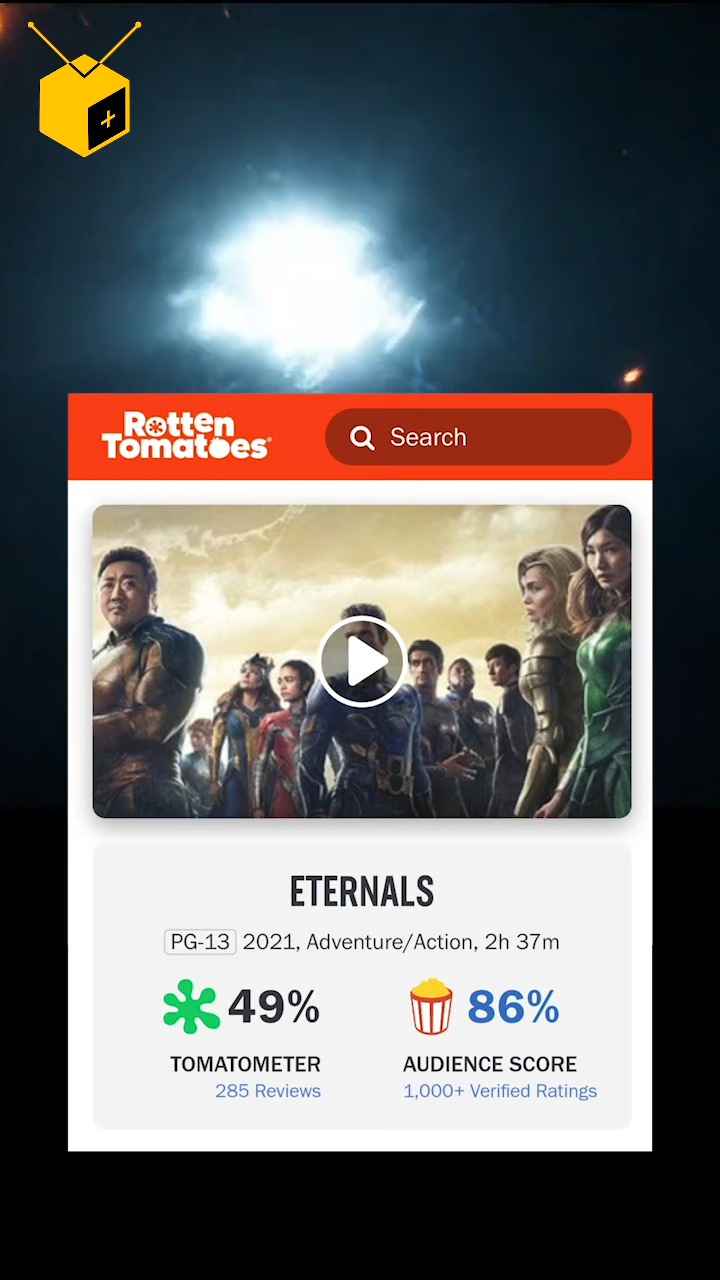 Rotten
Tomatoes
Search
ETERNALS
PG-13 2021, Adventure/Action, 2h 37m
49% 86%
TOMATOMETER AUDIENCE SCORE
285 Reviews 1,000+ Verified Ratings